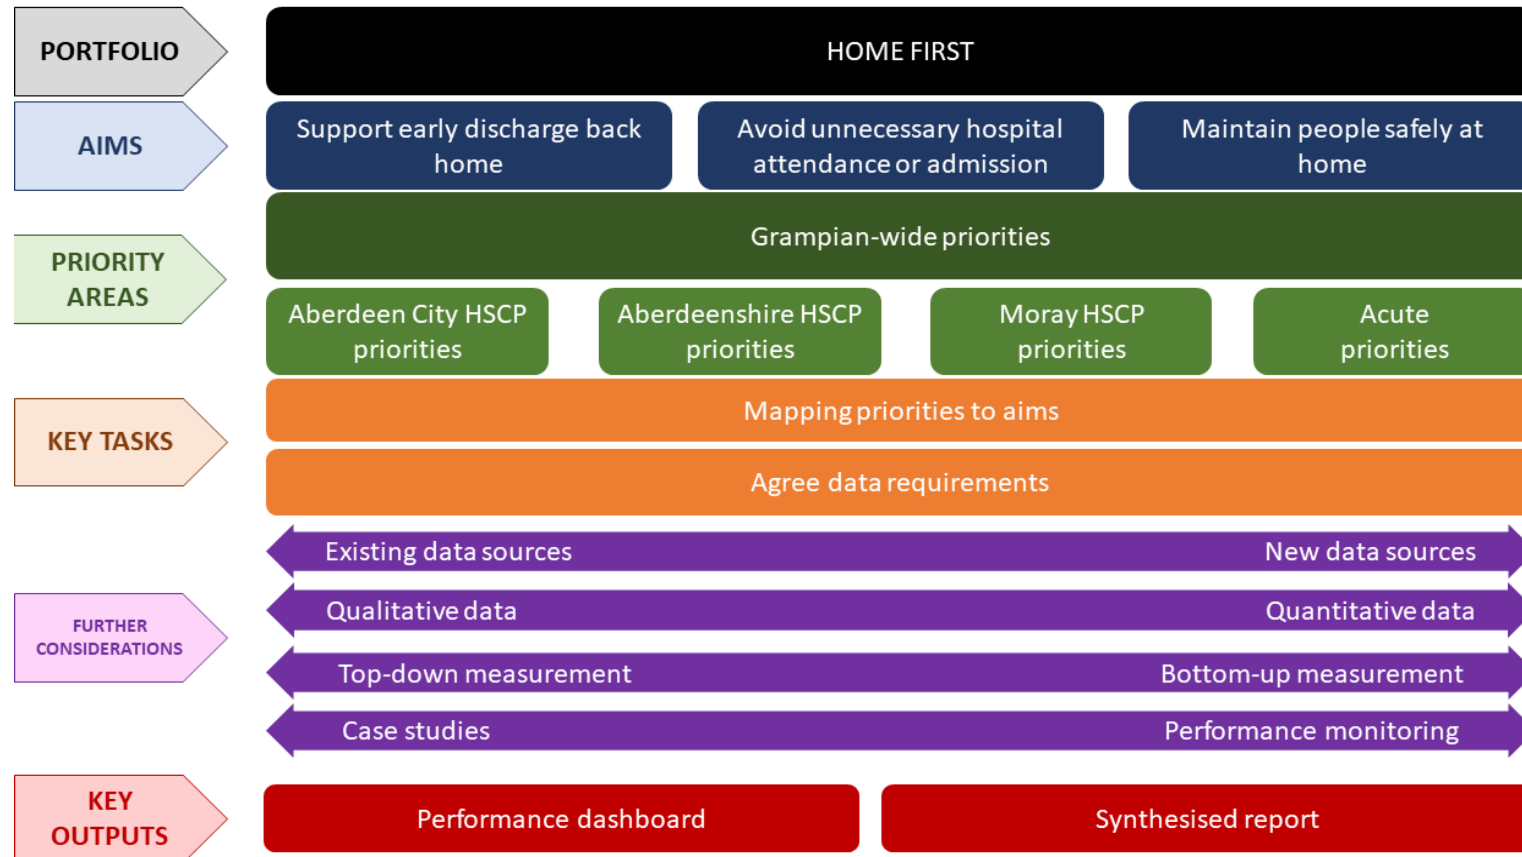 PORTFOLIO
HOME FIRST
AIMS
Support early discharge back
home
Avoid unnecessary hospital
attendance or admission
Maintain people safely at
home
PRIORITY
AREAS
Grampian-wide priorities
Aberdeen City HSCP
priorities
Aberdeenshire HSCP
priorities
Moray HSCP
priorities
Acute
priorities
KEY TASKS
Mapping priorities to aims
Agree data requirements
FURTHER
CONSIDERATIONS
Existing data sources
New data sources
Qualitative data
Quantitative data
Top-down measurement
Bottom-up measurement
Case studies
Performance monitoring
KEY
OUTPUTS
Performance dashboard
Synthesised report